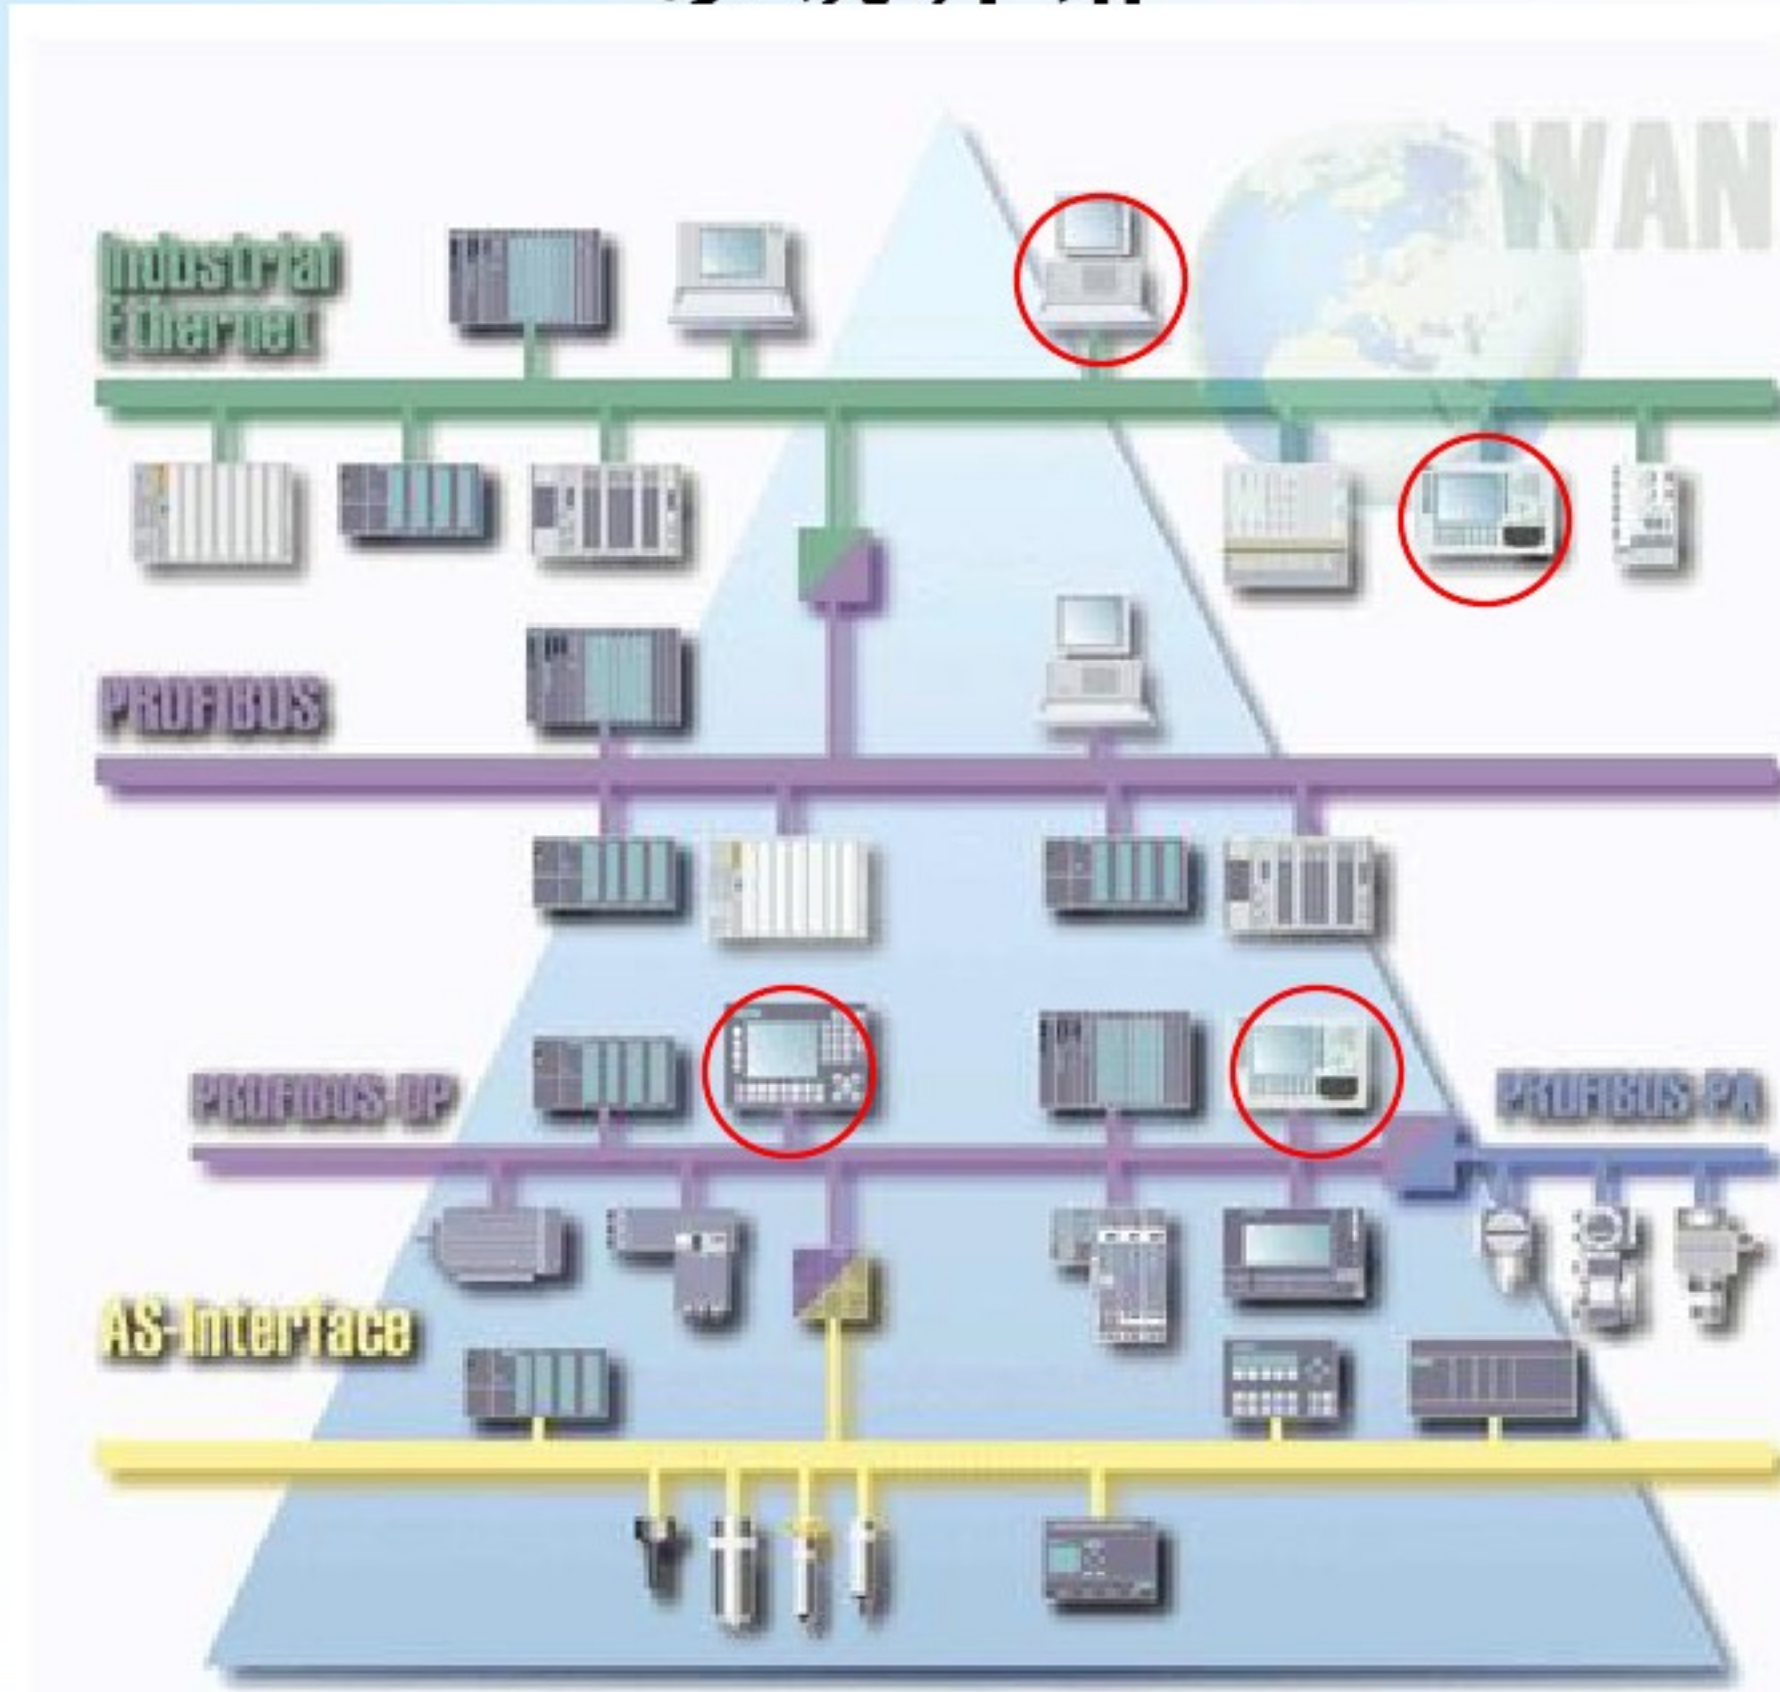 WAN
Industrial
Ethernet
PROFIBUS
PROFIBUS-DP
PROFIBUS-PA
AS-Interface